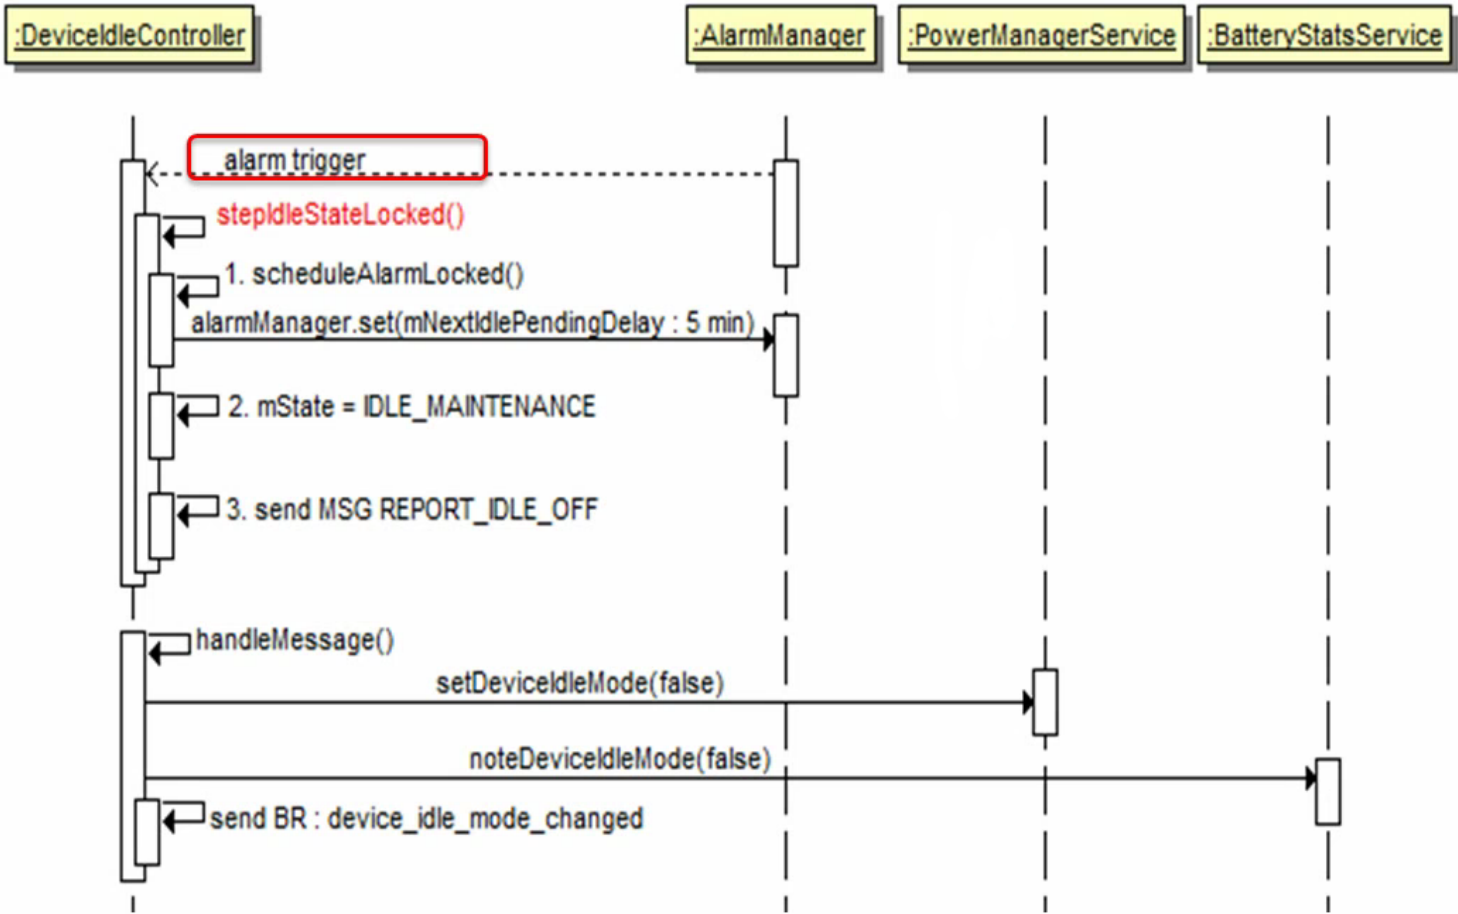 :DeviceIdleController :AlarmManager :PowerManagerService :BatteryStatsService
alarm trigger
stepIdleStateLocked()
1. scheduleAlarmLocked()
alarmManager.set(mNextIdlePendingDelay : 5 min)
2. mState = IDLE_MAINTENANCE
3. send MSG REPORT_IDLE_OFF
handleMessage()
setDeviceIdleMode(false)
noteDeviceIdleMode(false)
send BR : device_idle_mode_changed